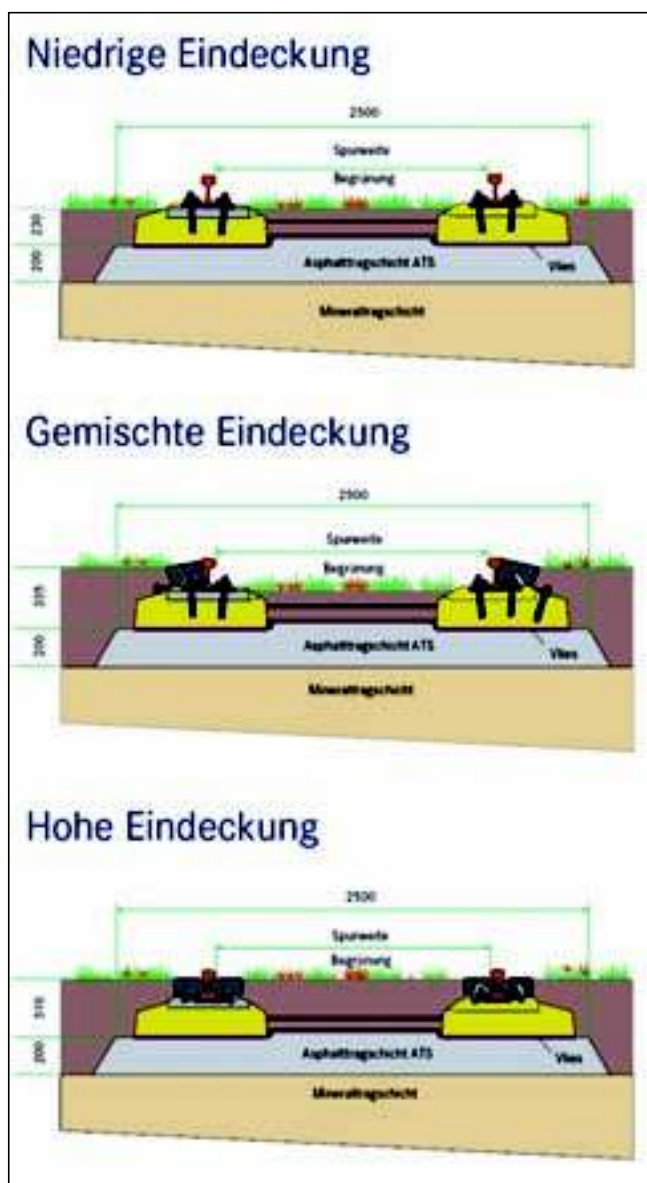 Niedrige Eindeckung
2500
Spurweite
Begrünung
230
200
Asphalttragschicht ATS
Vlies
Mineraltragschicht
Gemischte Eindeckung
2500
Spurweite
Begrünung
200
Asphalttragschicht ATS
Vlies
Mineraltragschicht
Hohe Eindeckung
2500
Spurweite
Begrünung
310
200
Asphalttragschicht ATS
Vlies
Mineraltragschicht